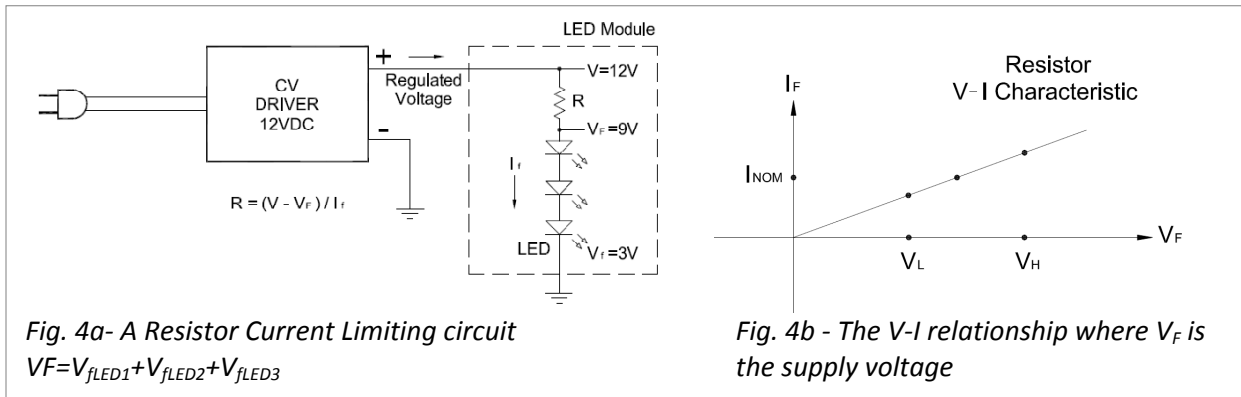 LED Module
+
Regulated
Voltage
V=12V
CV
DRIVER
12VDC
R
-
V_F=9V
I_f
R = (V - V_F) / I_f
LED
V_f=3V
Fig. 4a- A Resistor Current Limiting circuit
VF=V_fLED1+V_fLED2+V_fLED3
Resistor
V-I Characteristic
I_F
I_NOM
V_F
V_L
V_H
Fig. 4b - The V-I relationship where V_F is
the supply voltage